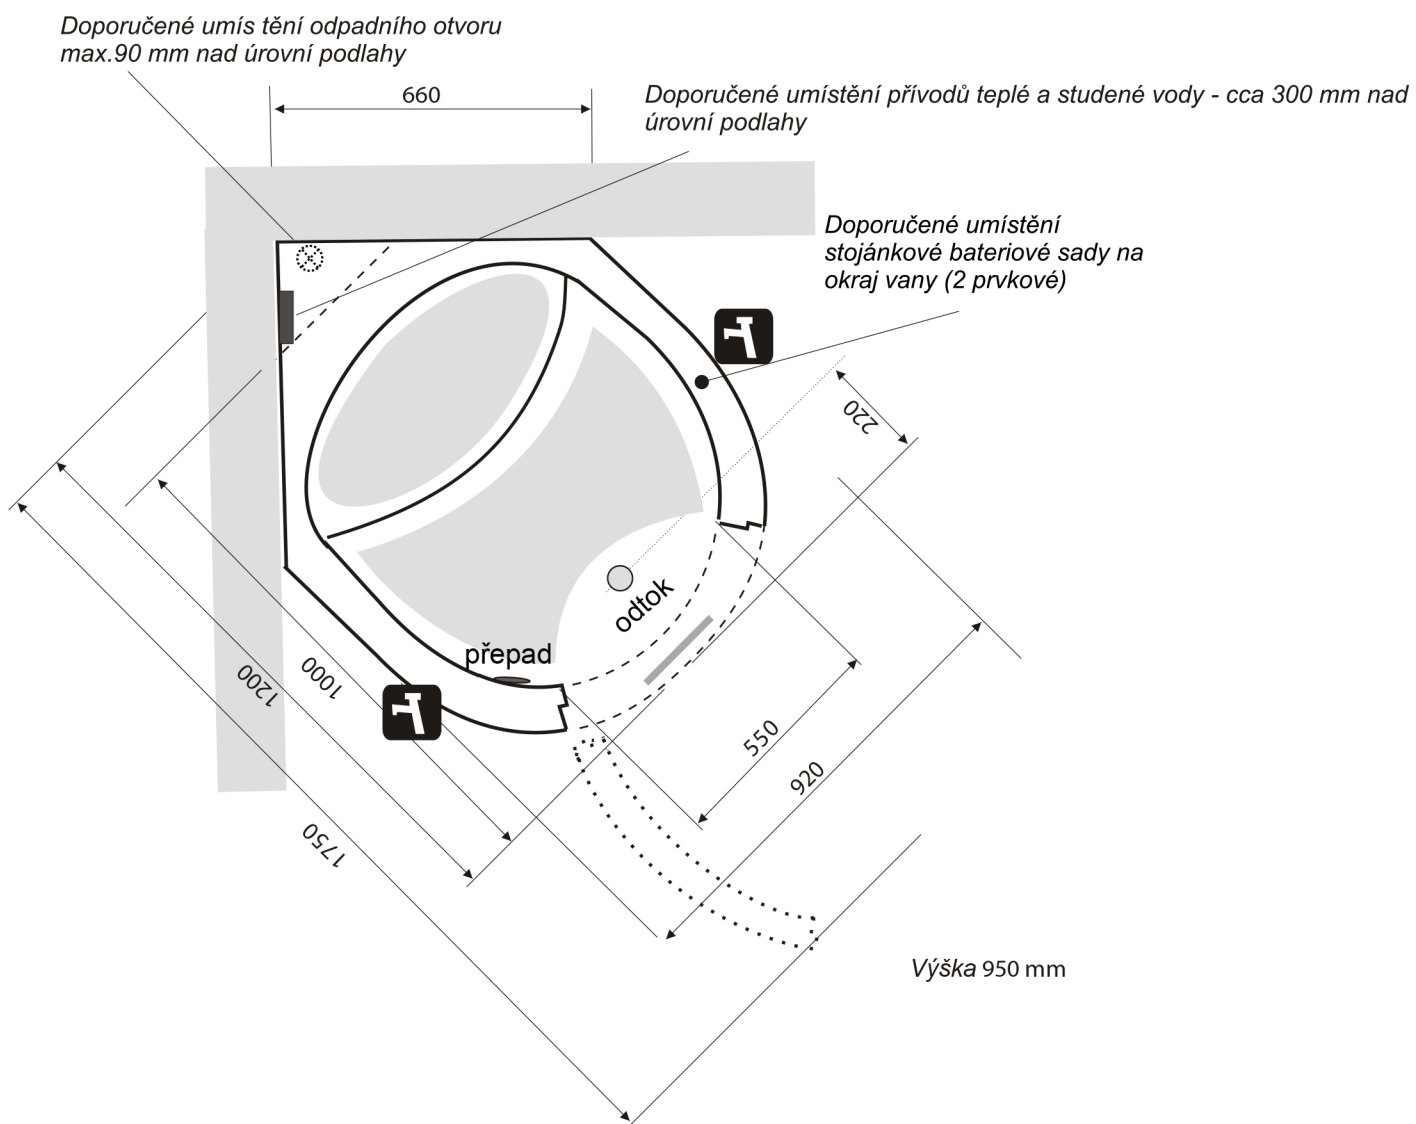 Doporučené umís tění odpadního otvoru
max.90 mm nad úrovní podlahy
660
Doporučené umístění přívodů teplé a studené vody - cca 300 mm nad
úrovní podlahy
Doporučené umístění
stojánkové bateriové sady na
okraj vany (2 prvkové)
220
odtok
přepad
1000
1200
550
920
1750
Výška 950 mm